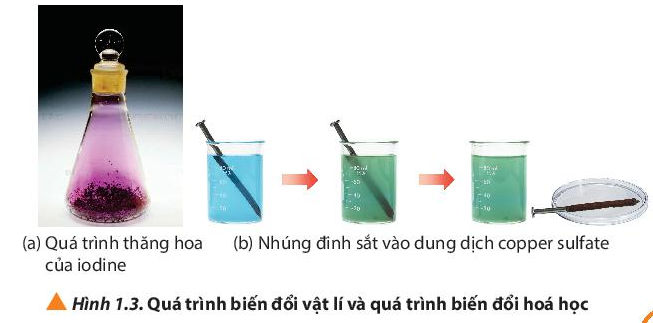 (a) Quá trình thăng hoa
của iodine
(b) Nhúng đinh sắt vào dung dịch copper sulfate
Hình 1.3. Quá trình biến đổi vật lí và quá trình biến đổi hoá học